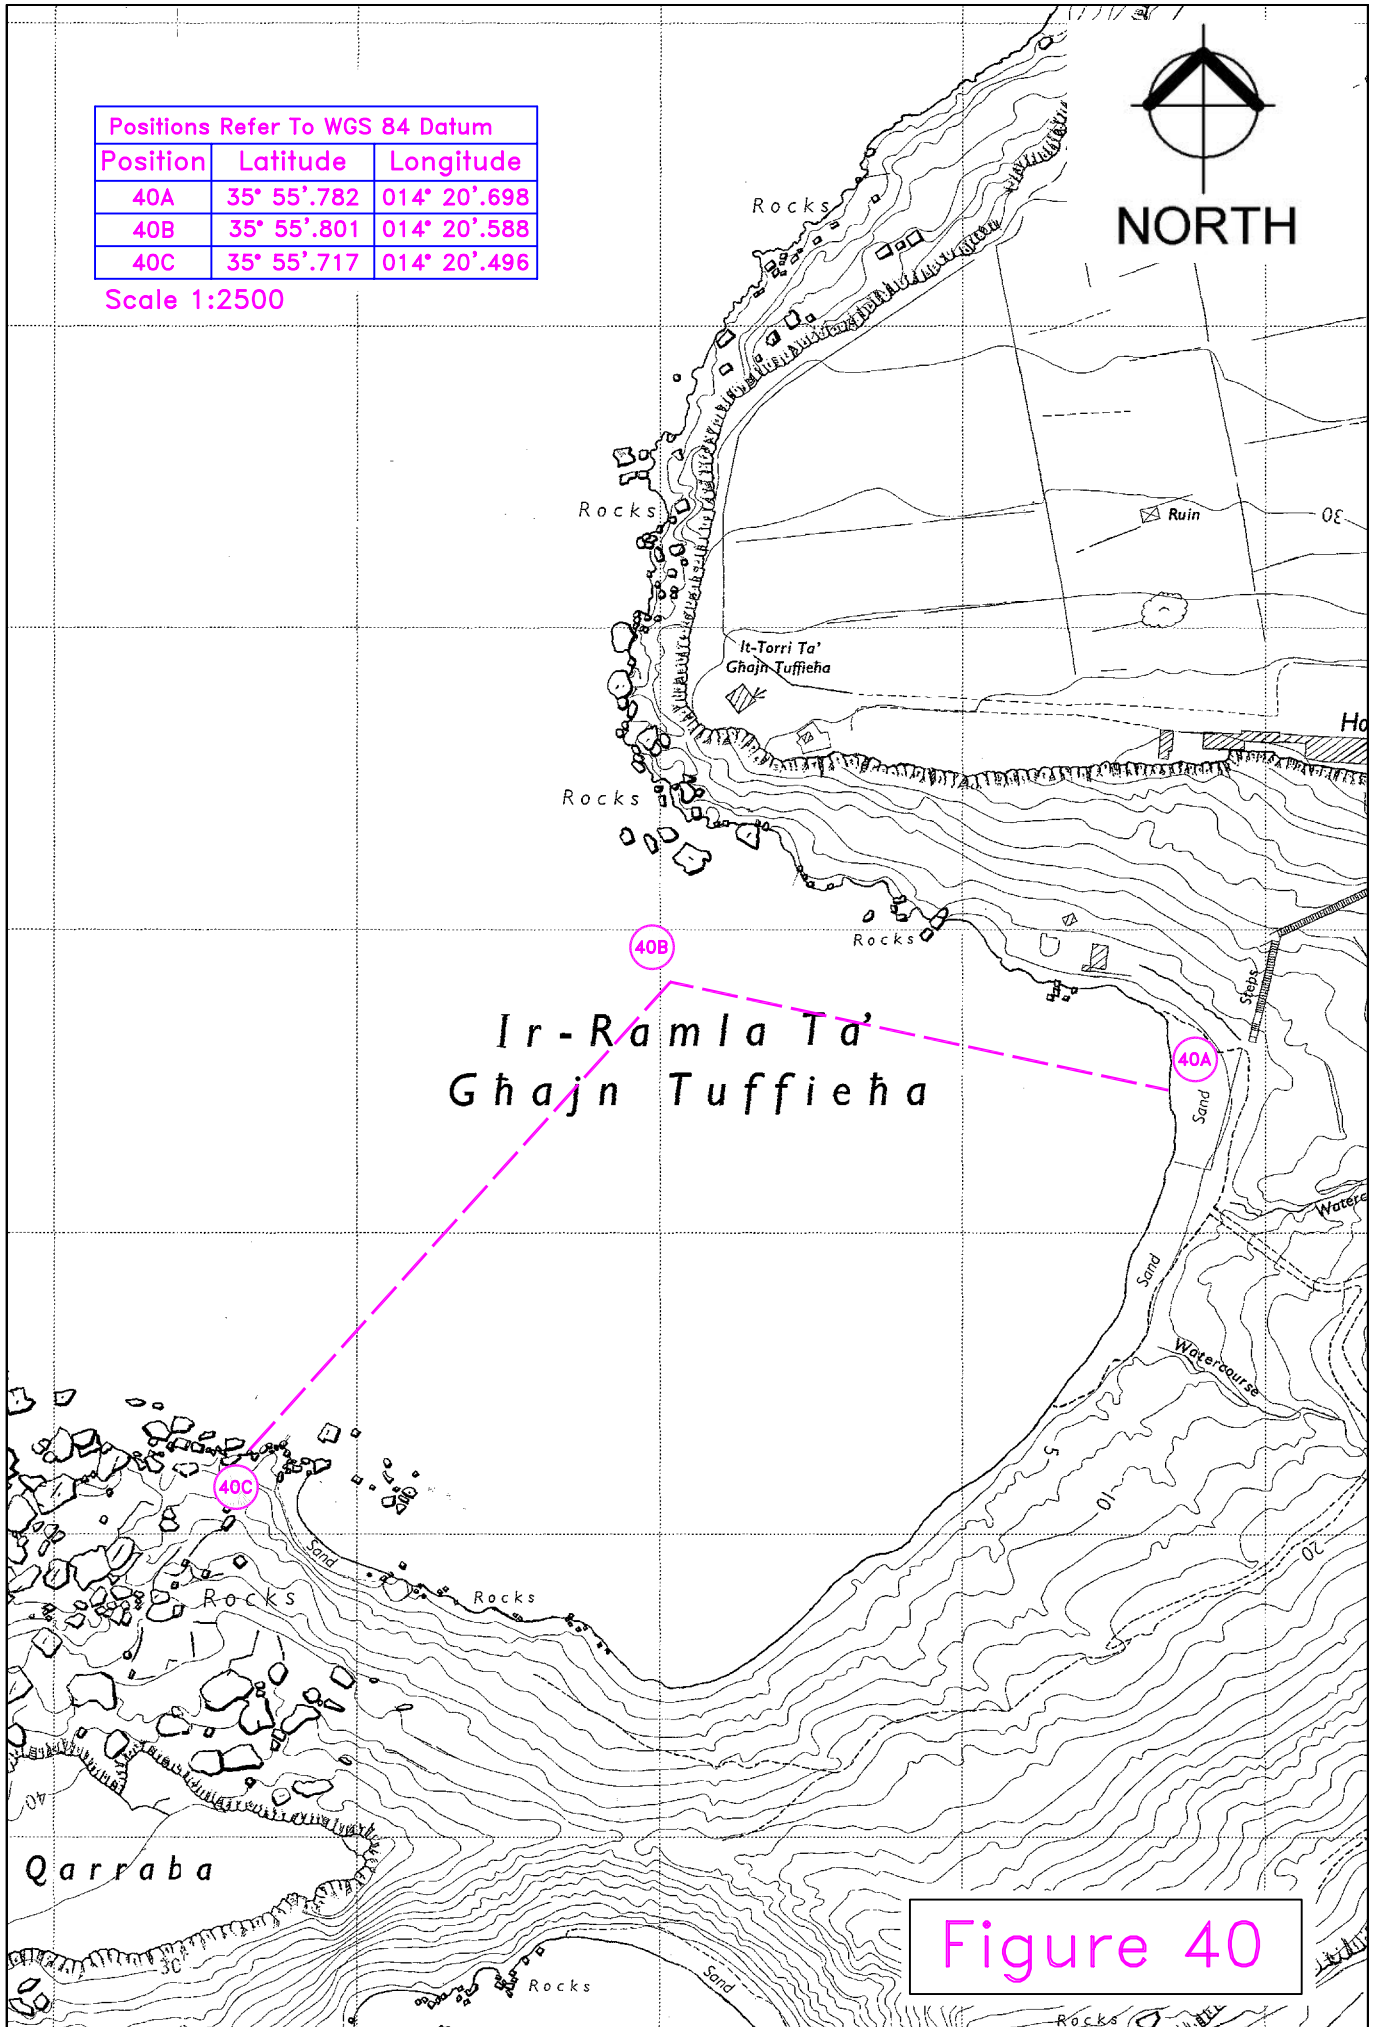 Positions Refer To WGS 84 Datum
Position Latitude Longitude
40A 35° 55'.782 014° 20'.698
40B 35° 55'.801 014° 20'.588
40C 35° 55'.717 014° 20'.496
Scale 1:2500
NORTH
Rocks
Rocks
Ruin
30
It-Torri Ta'
Għajn Tuffieħa
Ho
Rocks
Rocks
40B
Steps
Ir-Ramla Ta'
Għajn Tuffieħa
40A
Sand
Waterc
Sand
Watercourse
5
10
20
40C
Sand
Rocks
Rocks
40
Qarraba
30
Rocks
Sand
Figure 40
Rocks